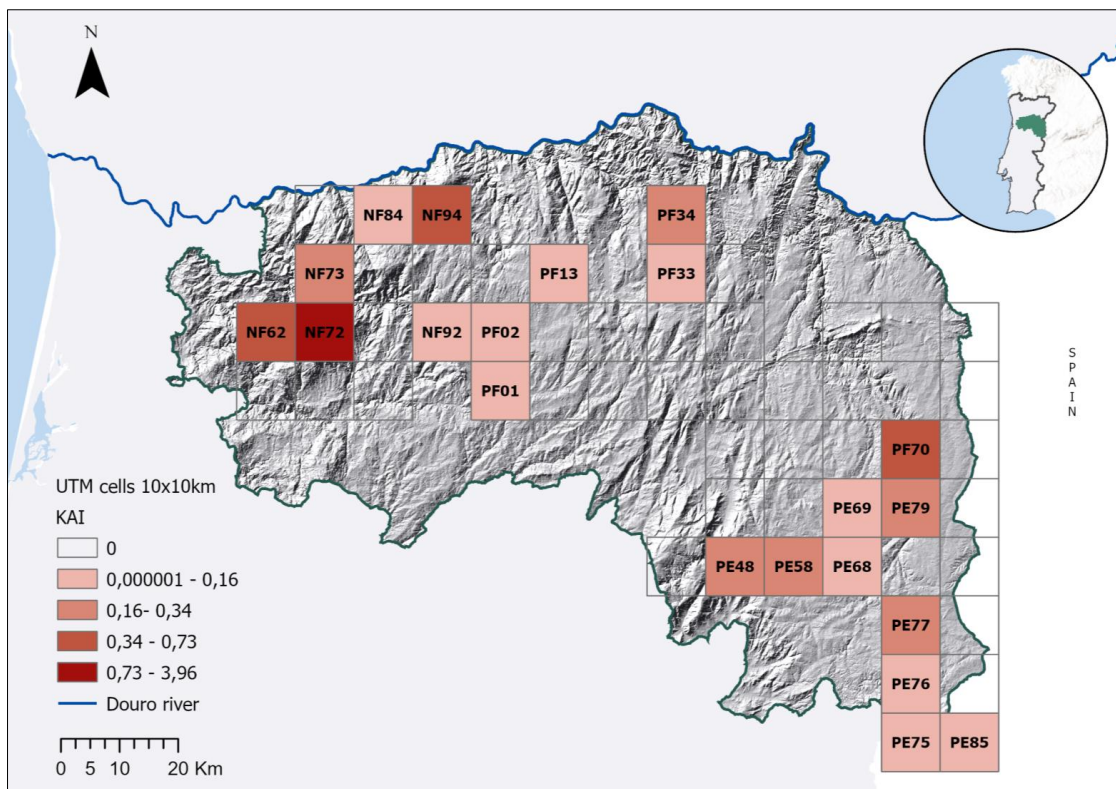 N
NF84 NF94 PF34
NF73 PF13 PF33
NF62 NF72 NF92 PF02
PF01
SPAIN
PF70
PE69 PE79
PE48 PE58 PE68
PE77
PE76
PE75 PE85
UTM cells 10x10km
KAI
0
0,000001 - 0,16
0,16- 0,34
0,34 - 0,73
0,73 - 3,96
Douro river
0 5 10 20 Km